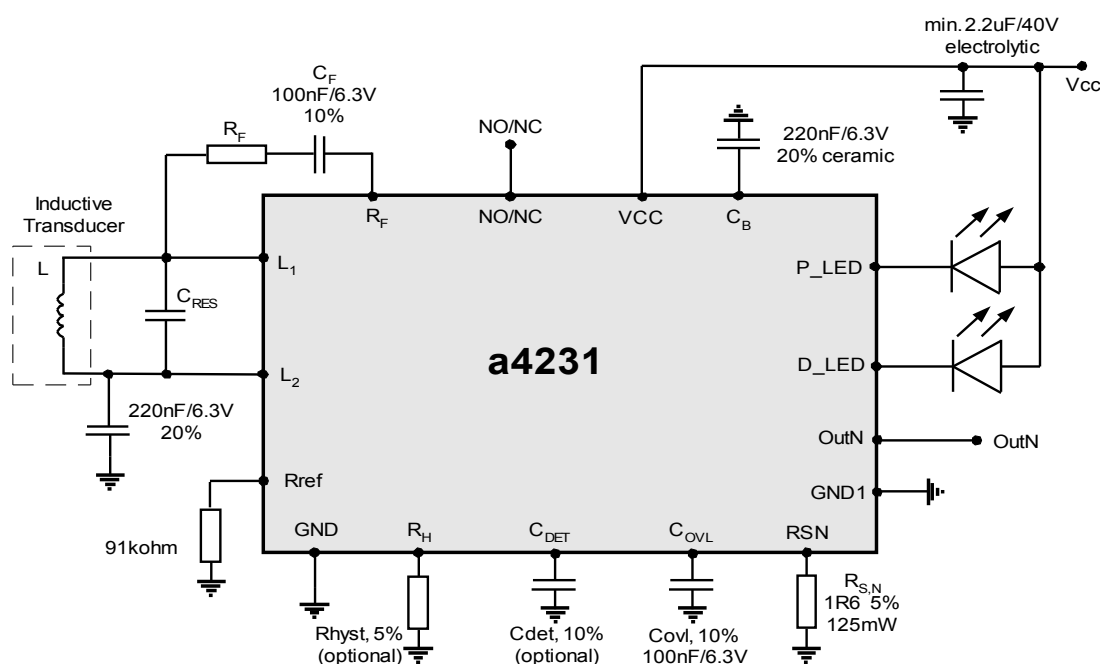 min. 2.2uF/40V
electrolytic
Vcc
C_F
100nF/6.3V
10%
R_F
NO/NC
220nF/6.3V
20% ceramic
Inductive
Transducer
R_F
NO/NC
VCC
C_B
L
L_1
P_LED
C_RES
a4231
D_LED
L_2
220nF/6.3V
20%
OutN
OutN
Rref
GND1
91kohm
GND
R_H
C_DET
C_OVL
RSN
R_S,N
1R6 5%
125mW
Rhyst, 5%
(optional)
Cdet, 10%
(optional)
Covl, 10%
100nF/6.3V